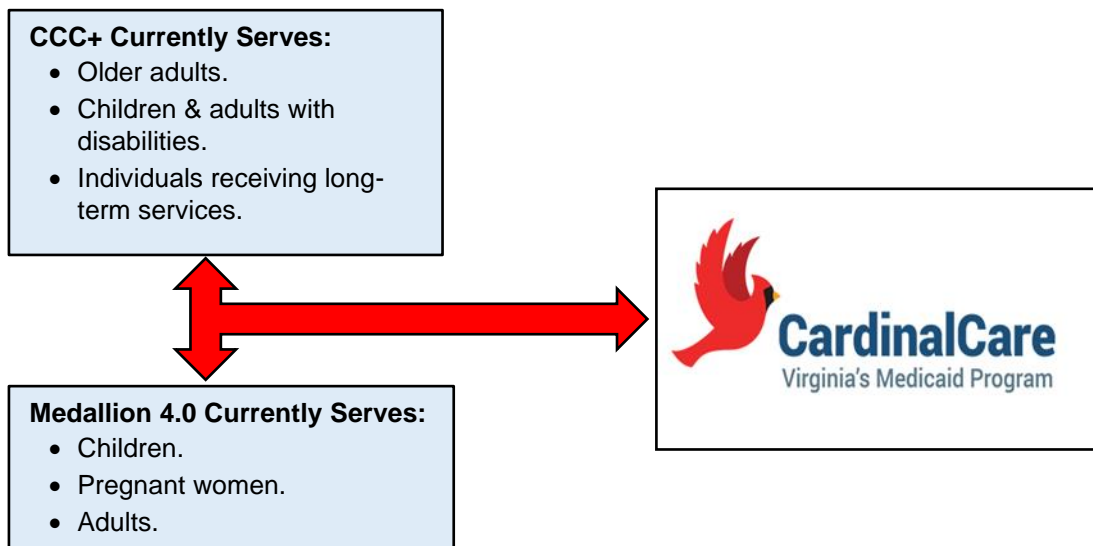 CCC+ Currently Serves:
• Older adults.
• Children & adults with
disabilities.
• Individuals receiving long-
term services.
Medallion 4.0 Currently Serves:
• Children.
• Pregnant women.
• Adults.
CardinalCare
Virginia's Medicaid Program